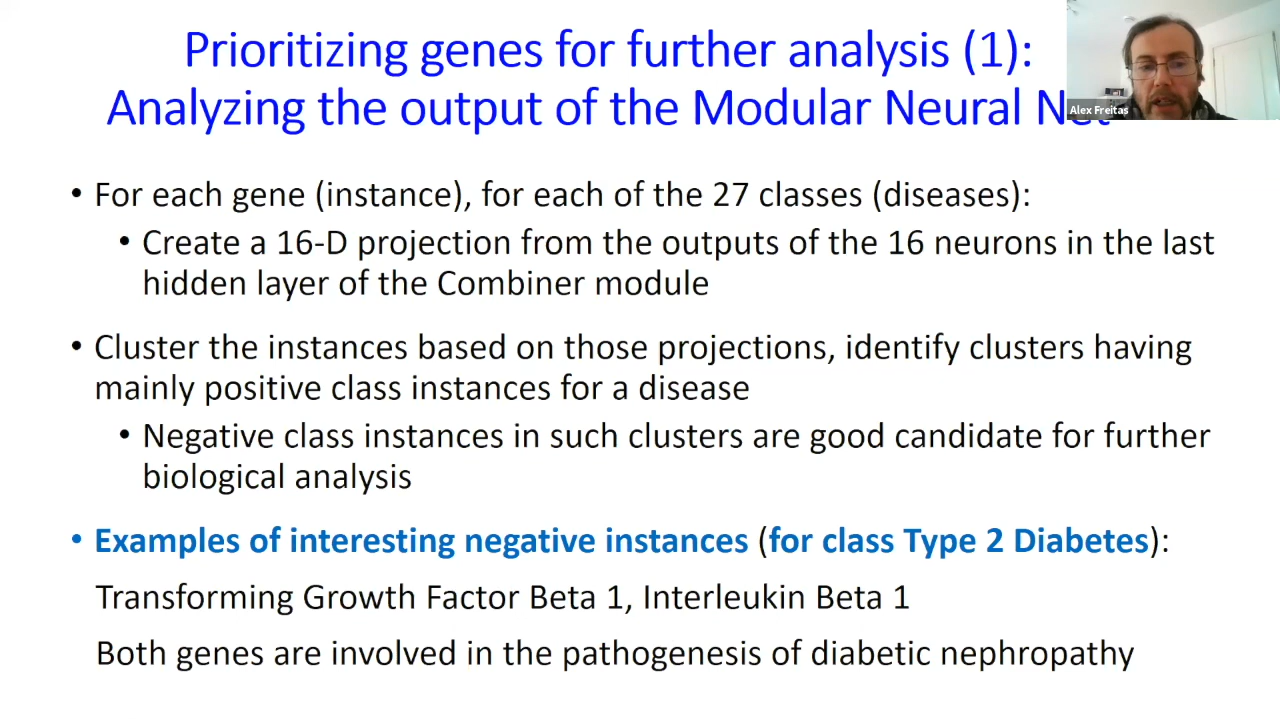 Prioritizing genes for further analysis (1):
Analyzing the output of the Modular Neural Net
Alex Freitas
• For each gene (instance), for each of the 27 classes (diseases):
• Create a 16-D projection from the outputs of the 16 neurons in the last
hidden layer of the Combiner module
• Cluster the instances based on those projections, identify clusters having
mainly positive class instances for a disease
• Negative class instances in such clusters are good candidate for further
biological analysis
• Examples of interesting negative instances (for class Type 2 Diabetes):
Transforming Growth Factor Beta 1, Interleukin Beta 1
Both genes are involved in the pathogenesis of diabetic nephropathy